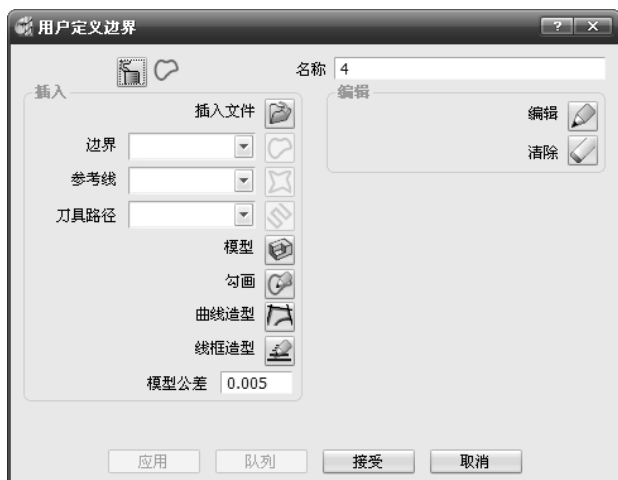 用户定义边界
名称 4
插入
编辑
插入文件
编辑
边界
清除
参考线
刀具路径
模型
勾画
曲线造型
线框造型
模型公差 0.005
应用 队列 接受 取消